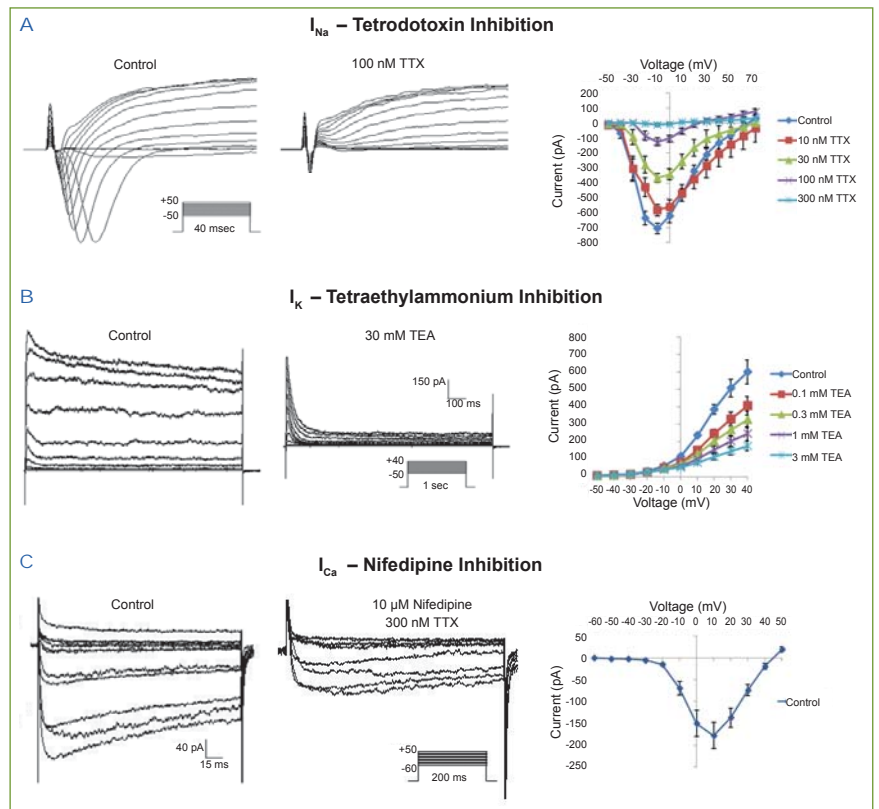 A
I_Na – Tetrodotoxin Inhibition
Control
100 nM TTX
+50
-50
40 msec
Voltage (mV)
-50 -30 -10 10 30 50 70
200
100
0
-100
-200
-300
-400
-500
-600
-700
-800
Current (pA)
Control
10 nM TTX
30 nM TTX
100 nM TTX
300 nM TTX
B
I_K – Tetraethylammonium Inhibition
Control
30 mM TEA
150 pA
100 ms
+40
-50
1 sec
800
700
600
500
400
300
200
100
0
Current (pA)
-50 -40 -30 -20 -10 0 10 20 30 40
Voltage (mV)
Control
0.1 mM TEA
0.3 mM TEA
1 mM TEA
3 mM TEA
C
I_Ca – Nifedipine Inhibition
Control
40 pA
15 ms
10 µM Nifedipine
300 nM TTX
+50
-60
200 ms
Voltage (mV)
-60 -50 -40 -30 -20 -10 0 10 20 30 40 50
50
0
-50
-100
-150
-200
-250
Current (pA)
Control